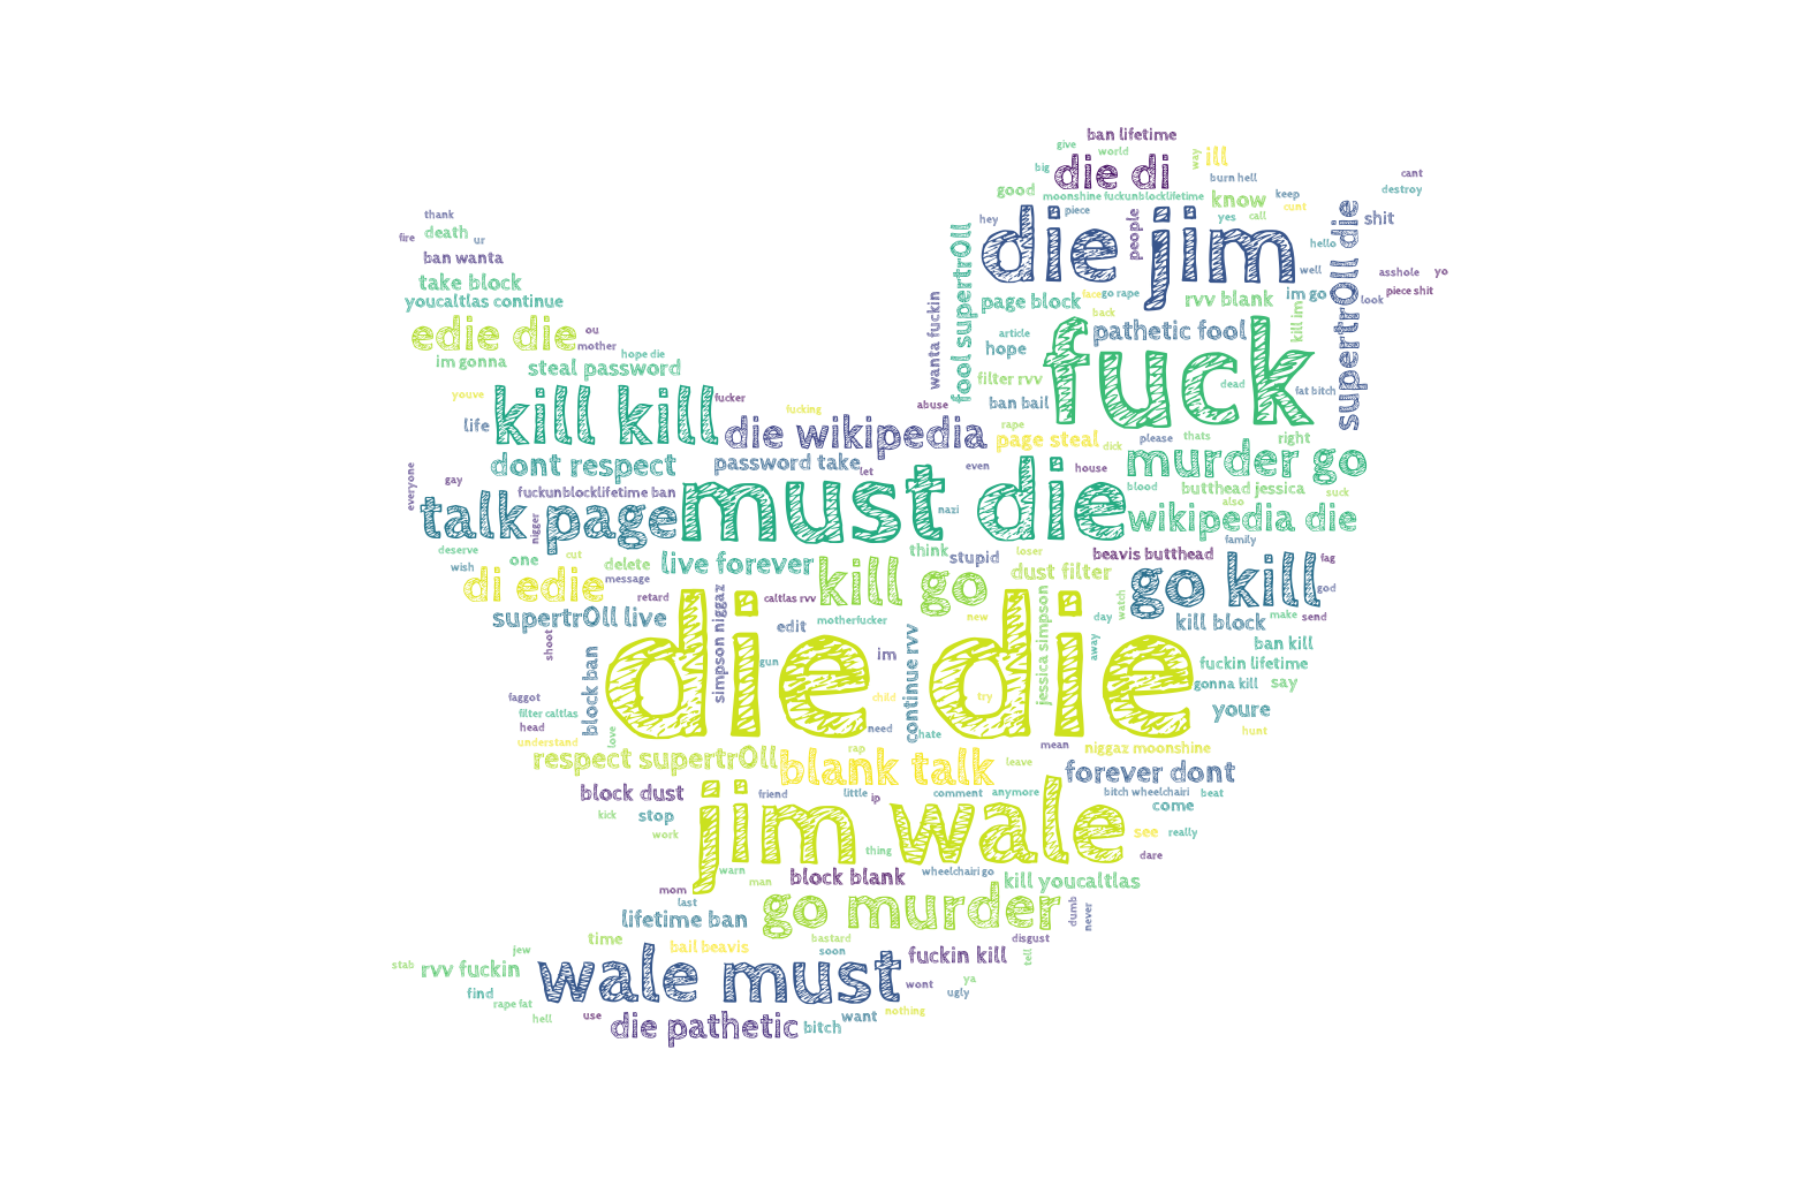 ban lifetime
give
world
way
ill
big
die di
burn hell
cant
good
moonshine fuckunblocklifetime
know
keep
destroy
hey
piece
people
yes
call
cunt
shit
thank
fire
death
ur
die jim
supertr0ll die
hello
ban wanta
well
asshole
yo
take block
fool supertr0ll
page block
face
go rape
rvv blank
im go
look
piece shit
youcaltlas continue
wanta fuckin
back
kill im
edie die
ou
mother
article
pathetic fool
hope
fuck
im gonna
hope die
steal password
filter rvv
dead
fat bitch
youve
kill kill
fucker
fucking
abuse
ban bail
life
die wikipedia
rape
page steal
dick
please
thats
right
everyone
dont respect
password take
let
even
house
murder go
gay
fuckunblocklifetime ban
must die
blood
butthead jessica
suck
talk page
nigger
nazi
also
wikipedia die
deserve
cut
think
stupid
loser
beavis butthead
family
fag
wish
one
delete
live forever
kill go
dust filter
go kill
god
di edie
message
retard
simpson niggaz
caltlas rvv
jessica simpson
watch
supertr0ll live
motherfucker
new
day
kill block
make
send
shoot
edit
die die
ban kill
block ban
gun
im
continue rvv
away
fuckin lifetime
faggot
child
try
gonna kill
say
filter caltlas
youre
head
need
hate
hunt
understand
love
respect supertr0ll
rap
mean
niggaz moonshine
blank talk
leave
forever dont
block dust
friend
little
ip
comment
anymore
bitch wheelchairi
beat
kick
stop
jim wale
come
work
see
really
thing
dare
warn
man
block blank
wheelchairi go
kill youcaltlas
mom
last
lifetime ban
go murder
dumb
never
time
bail beavis
bastard
soon
disgust
jew
fuckin kill
tell
stab
rvv fuckin
wale must
wont
ya
find
ugly
rape fat
hell
use
die pathetic
bitch
want
nothing